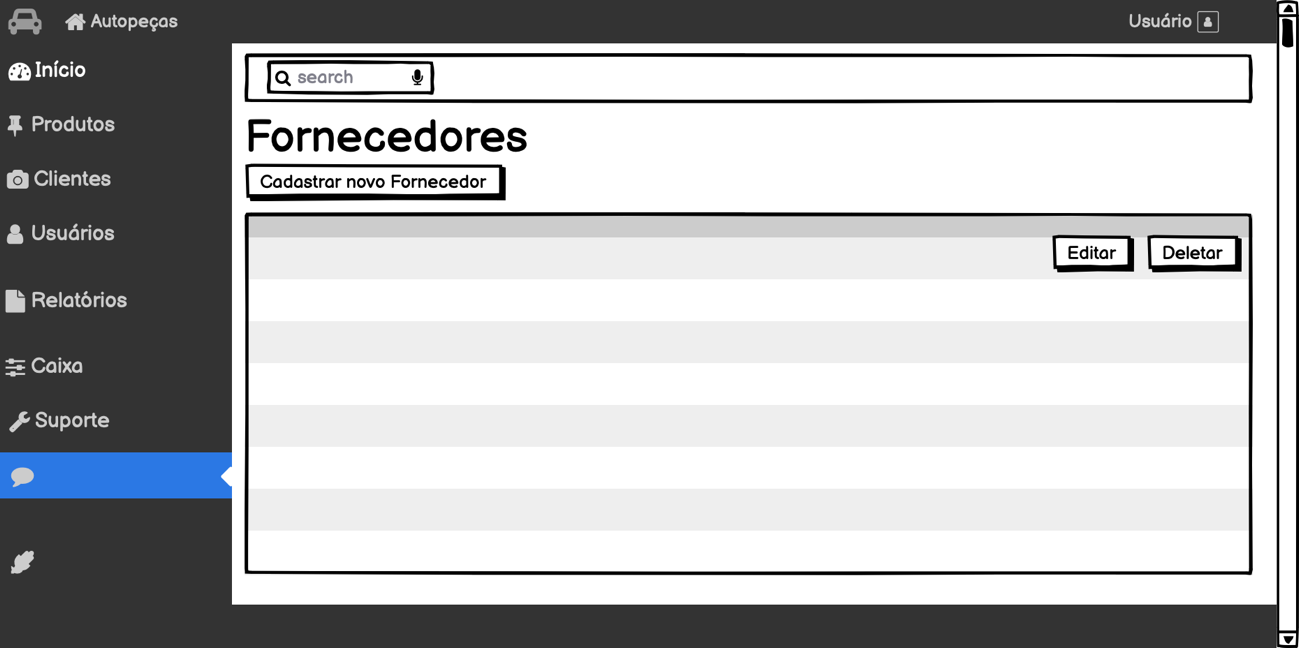 Autopeças
Usuário
Início
Produtos
Clientes
Usuários
Relatórios
Caixa
Suporte
search
Fornecedores
Cadastrar novo Fornecedor
Editar
Deletar